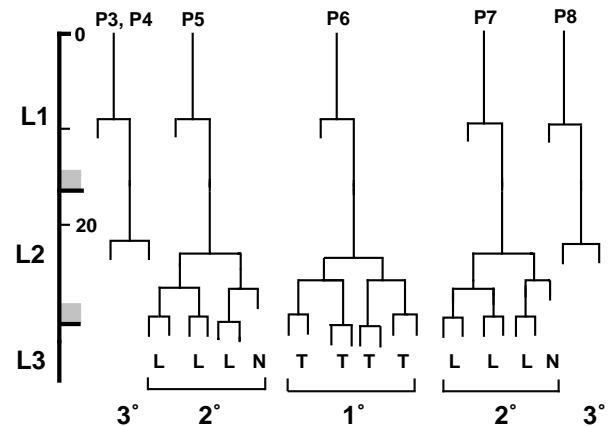 0 P3, P4 P5 P6 P7 P8
L1
20
L2
L3 L L L N T T T T L L L N
3° 2° 1° 2° 3°